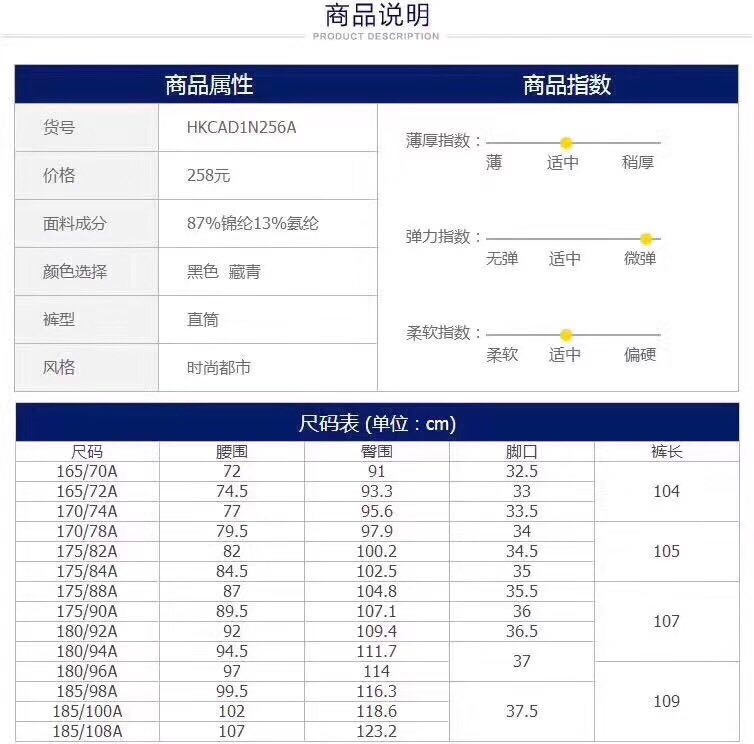 商品说明
PRODUCT DESCRIPTION
商品属性 商品指数
货号 HKCAD1N256A
价格 258元
面料成分 87%锦纶13%氨纶
颜色选择 黑色 藏青
裤型 直筒
风格 时尚都市
薄厚指数：
薄 适中 稍厚
弹力指数：
无弹 适中 微弹
柔软指数：
柔软 适中 偏硬
尺码表 (单位：cm)
尺码 腰围 臀围 脚口 裤长
165/70A 72 91 32.5
165/72A 74.5 93.3 33 104
170/74A 77 95.6 33.5
170/78A 79.5 97.9 34
175/82A 82 100.2 34.5 105
175/84A 84.5 102.5 35
175/88A 87 104.8 35.5
175/90A 89.5 107.1 36
180/92A 92 109.4 36.5 107
180/94A 94.5 111.7 37
180/96A 97 114
185/98A 99.5 116.3
185/100A 102 118.6 37.5 109
185/108A 107 123.2